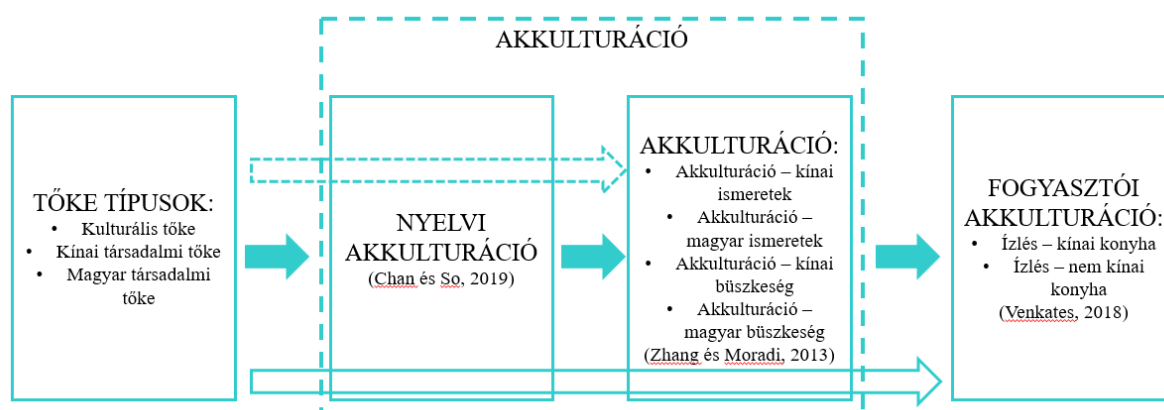 AKKULTURÁCIÓ
TŐKE TÍPUSOK:
• Kulturális tőke
• Kínai társadalmi tőke
• Magyar társadalmi
tőke
NYELVI
AKKULTURÁCIÓ
(Chan és So, 2019)
AKKULTURÁCIÓ:
• Akkulturáció – kínai
ismeretek
• Akkulturáció –
magyar ismeretek
• Akkulturáció – kínai
büszkeség
• Akkulturáció –
magyar büszkeség
(Zhang és Moradi, 2013)
FOGYASZTÓI
AKKULTURÁCIÓ:
• Ízlés – kínai konyha
• Ízlés – nem kínai
konyha
(Venkates, 2018)